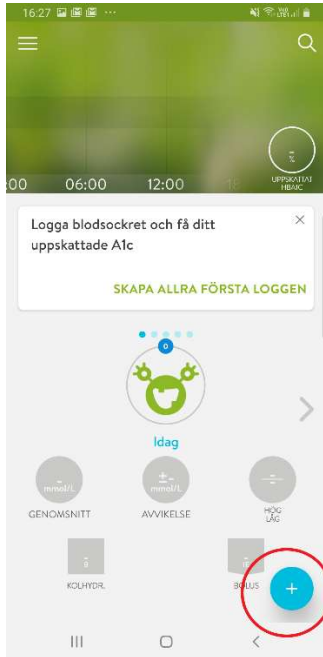 16:27
:00 06:00 12:00 18
%
UPPSKATTAT
HBA1C
Logga blodsockret och få ditt
uppskattade A1c
SKAPA ALLRA FÖRSTA LOGGEN
0
Idag
mmol/L
mmol/L
GENOMSNITT
AVVIKELSE
HÖG
LÅG
g
KOLHYDR.
BOLUS